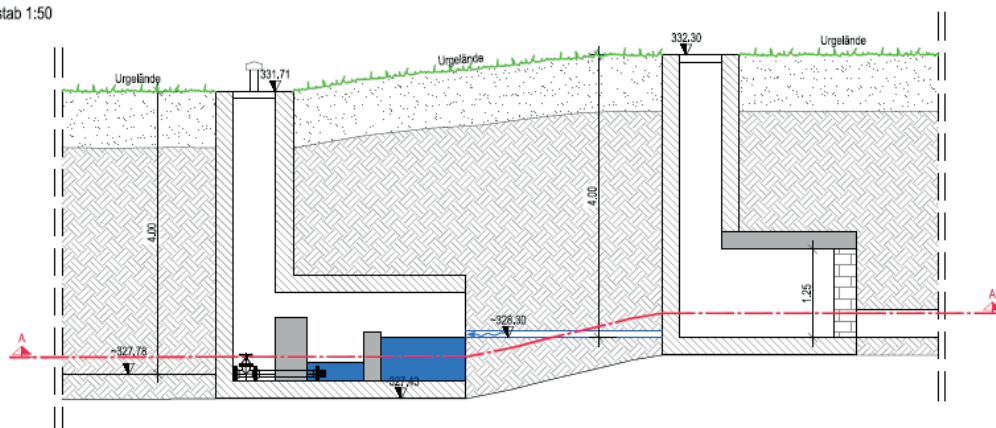 stab 1:50
332.30
Urgelände
Urgelände
331.71
Urgelände
4.00
4.00
1.25
A
~328.30
A
~327.78
327.43